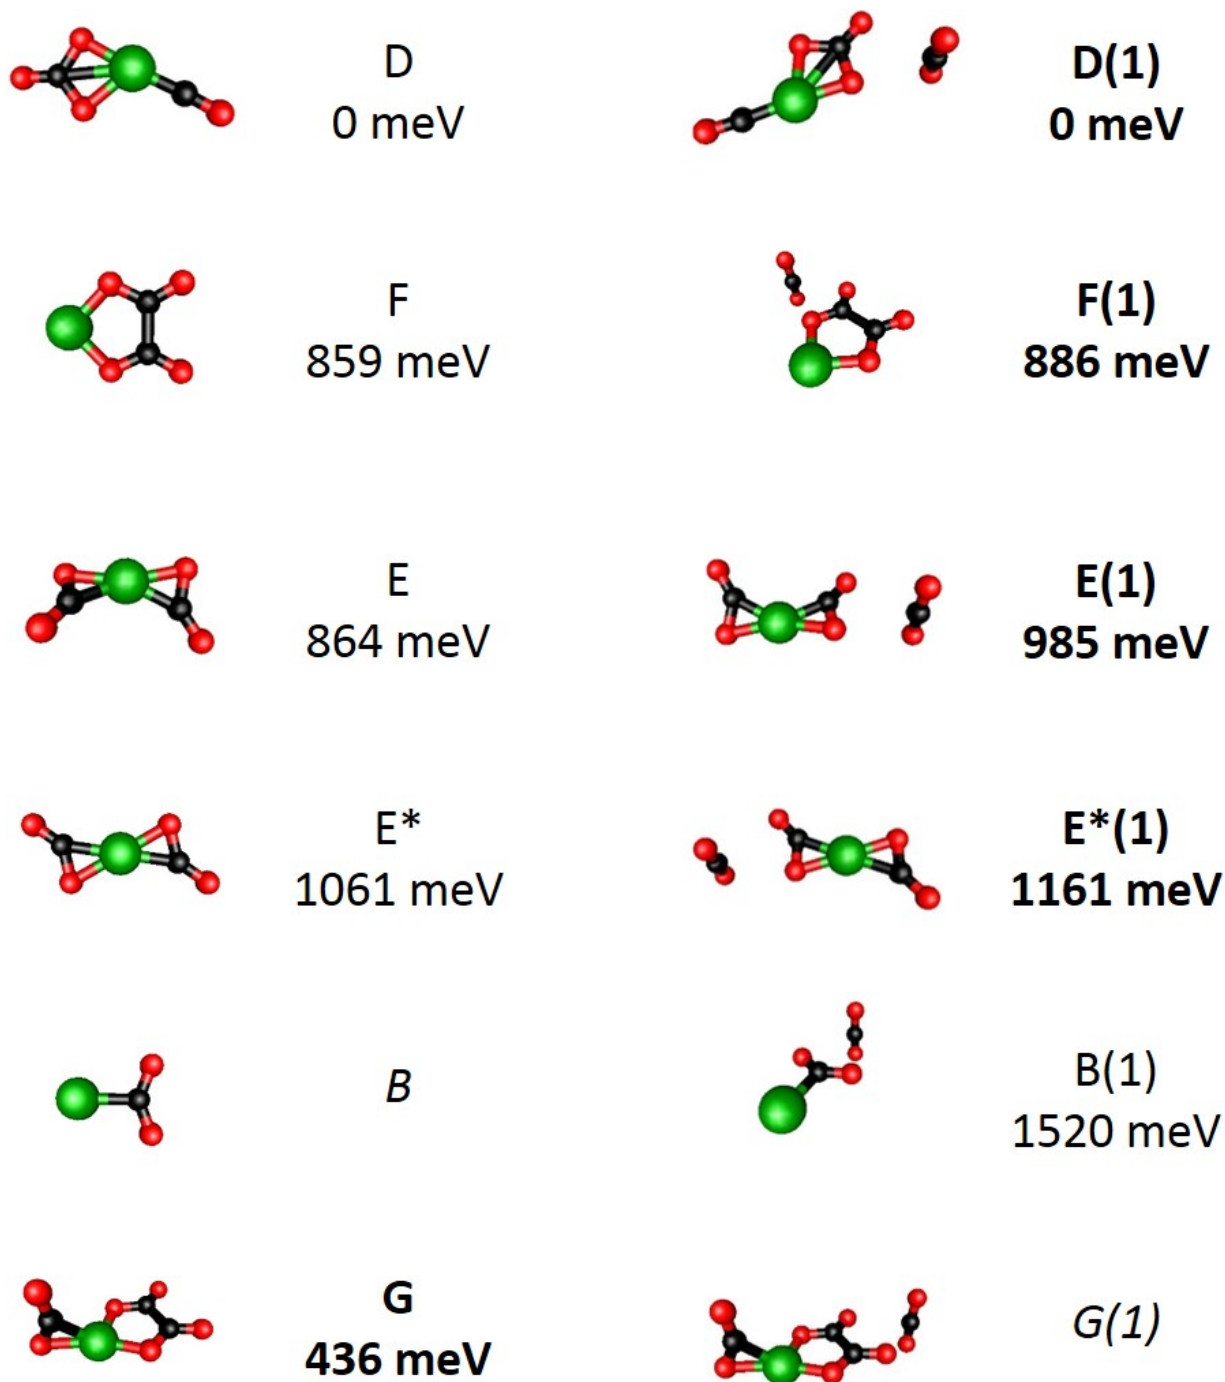 D
0 meV
D(1)
0 meV
F
859 meV
F(1)
886 meV
E
864 meV
E(1)
985 meV
E*
1061 meV
E*(1)
1161 meV
B
B(1)
1520 meV
G
436 meV
G(1)